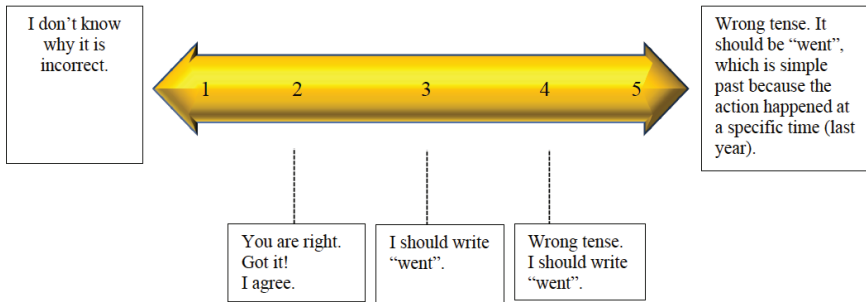 I don’t know
why it is
incorrect.
1 2 3 4 5
Wrong tense. It
should be “went”,
which is simple
past because the
action happened at
a specific time (last
year).
You are right.
Got it!
I agree.
I should write
“went”.
Wrong tense.
I should write
“went”.